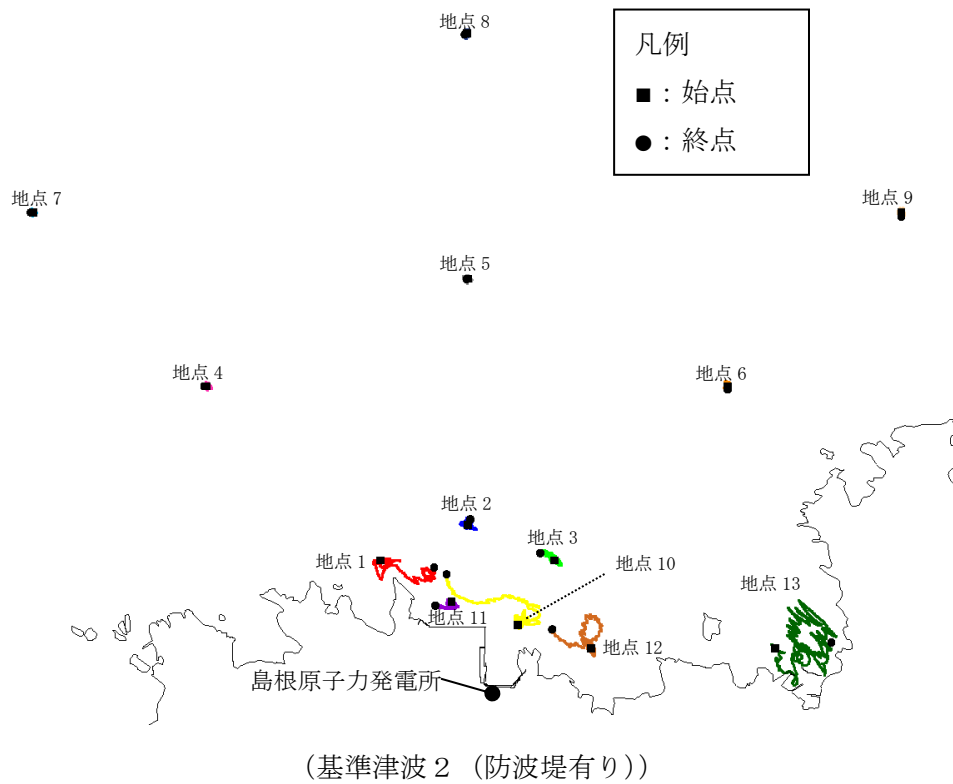 地点 8
凡例
■：始点
●：終点
地点 7
地点 9
地点 5
地点 4
地点 6
地点 2
地点 3
地点 1
地点 10
地点 13
地点 11
地点 12
島根原子力発電所
(基準津波２（防波堤有り）)